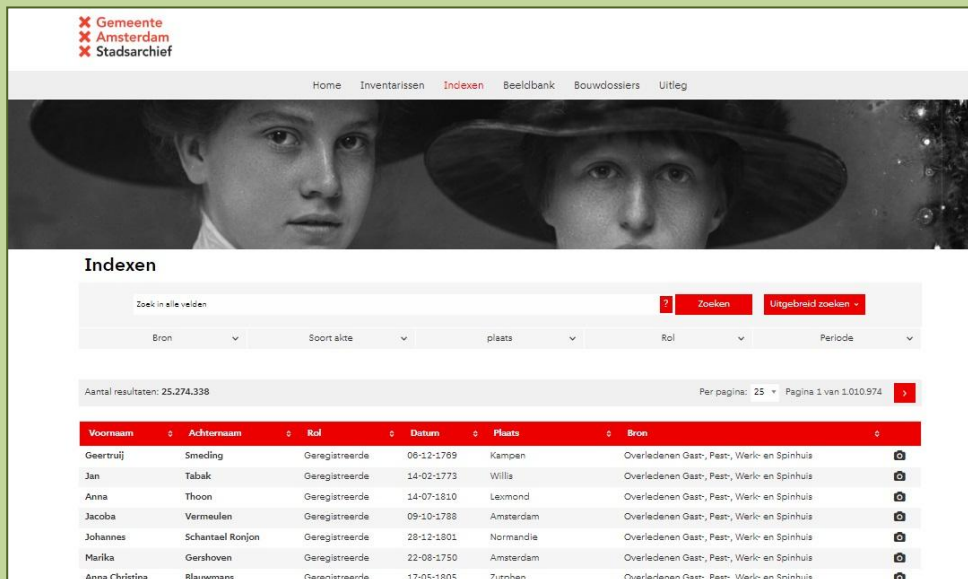 Gemeente
Amsterdam
Stadsarchief
Home Inventarissen Indexen Beeldbank Bouwdossiers Uitleg
Indexen
Zoek in alle velden ? Zoeken Uitgebreid zoeken
Bron Soort akte plaats Rol Periode
Aantal resultaten: 25.274.338 Per pagina: 25 Pagina 1 van 1.010.974
Voornaam Achternaam Rol Datum Plaats Bron
Geertruij Smeding Geregistreerde 06-12-1769 Kampen Overledenen Gast-, Pest-, Werk- en Spinhuis
Jan Tabak Geregistreerde 14-02-1773 Willis Overledenen Gast-, Pest-, Werk- en Spinhuis
Anna Thoon Geregistreerde 14-07-1810 Lexmond Overledenen Gast-, Pest-, Werk- en Spinhuis
Jacoba Vermeulen Geregistreerde 09-10-1788 Amsterdam Overledenen Gast-, Pest-, Werk- en Spinhuis
Johannes Schantael Ronjon Geregistreerde 28-12-1801 Normandie Overledenen Gast-, Pest-, Werk- en Spinhuis
Marika Gershoven Geregistreerde 22-08-1750 Amsterdam Overledenen Gast-, Pest-, Werk- en Spinhuis
Anna Christina Blauwmans Geregistreerde 17-05-1805 Zutphen Overledenen Gast-, Pest-, Werk- en Spinhuis